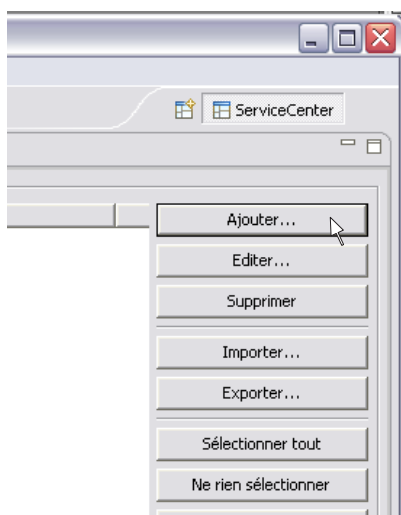 ServiceCenter
Ajouter...
Editer...
Supprimer
Importer...
Exporter...
Sélectionner tout
Ne rien sélectionner